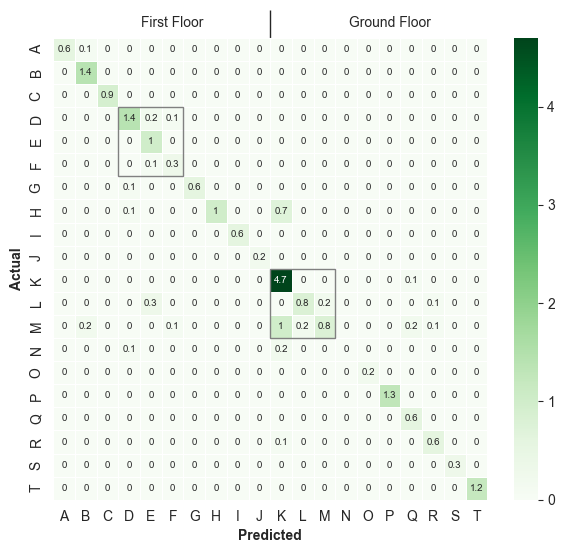 First Floor Ground Floor
A 0.6 0.1 0 0 0 0 0 0 0 0 0 0 0 0 0 0 0 0 0 0
B 0 1.4 0 0 0 0 0 0 0 0 0 0 0 0 0 0 0 0 0 0
C 0 0 0.9 0 0 0 0 0 0 0 0 0 0 0 0 0 0 0 0 0
D 0 0 0 1.4 0.2 0.1 0 0 0 0 0 0 0 0 0 0 0 0 0 0
E 0 0 0 0 1 0 0 0 0 0 0 0 0 0 0 0 0 0 0 0
F 0 0 0 0 0.1 0.3 0 0 0 0 0 0 0 0 0 0 0 0 0 0
G 0 0 0 0.1 0 0 0.6 0 0 0 0 0 0 0 0 0 0 0 0 0
H 0 0 0 0.1 0 0 0 1 0 0 0.7 0 0 0 0 0 0 0 0 0
I 0 0 0 0 0 0 0 0 0.6 0 0 0 0 0 0 0 0 0 0 0
J 0 0 0 0 0 0 0 0 0 0.2 0 0 0 0 0 0 0 0 0 0
K 0 0 0 0 0 0 0 0 0 0 4.7 0 0 0 0 0 0.1 0 0 0
L 0 0 0 0 0.3 0 0 0 0 0 0 0.8 0.2 0 0 0 0 0.1 0 0
M 0 0.2 0 0 0 0.1 0 0 0 0 1 0.2 0.8 0 0 0 0.2 0.1 0 0
N 0 0 0 0.1 0 0 0 0 0 0 0.2 0 0 0 0 0 0 0 0 0
O 0 0 0 0 0 0 0 0 0 0 0 0 0 0 0.2 0 0 0 0 0
P 0 0 0 0 0 0 0 0 0 0 0 0 0 0 0 1.3 0 0 0 0
Q 0 0 0 0 0 0 0 0 0 0 0 0 0 0 0 0 0.6 0 0 0
R 0 0 0 0 0 0 0 0 0 0 0.1 0 0 0 0 0 0 0.6 0 0
S 0 0 0 0 0 0 0 0 0 0 0 0 0 0 0 0 0 0 0.3 0
T 0 0 0 0 0 0 0 0 0 0 0 0 0 0 0 0 0 0 0 1.2
A B C D E F G H I J K L M N O P Q R S T
Predicted
Actual
4
3
2
1
0